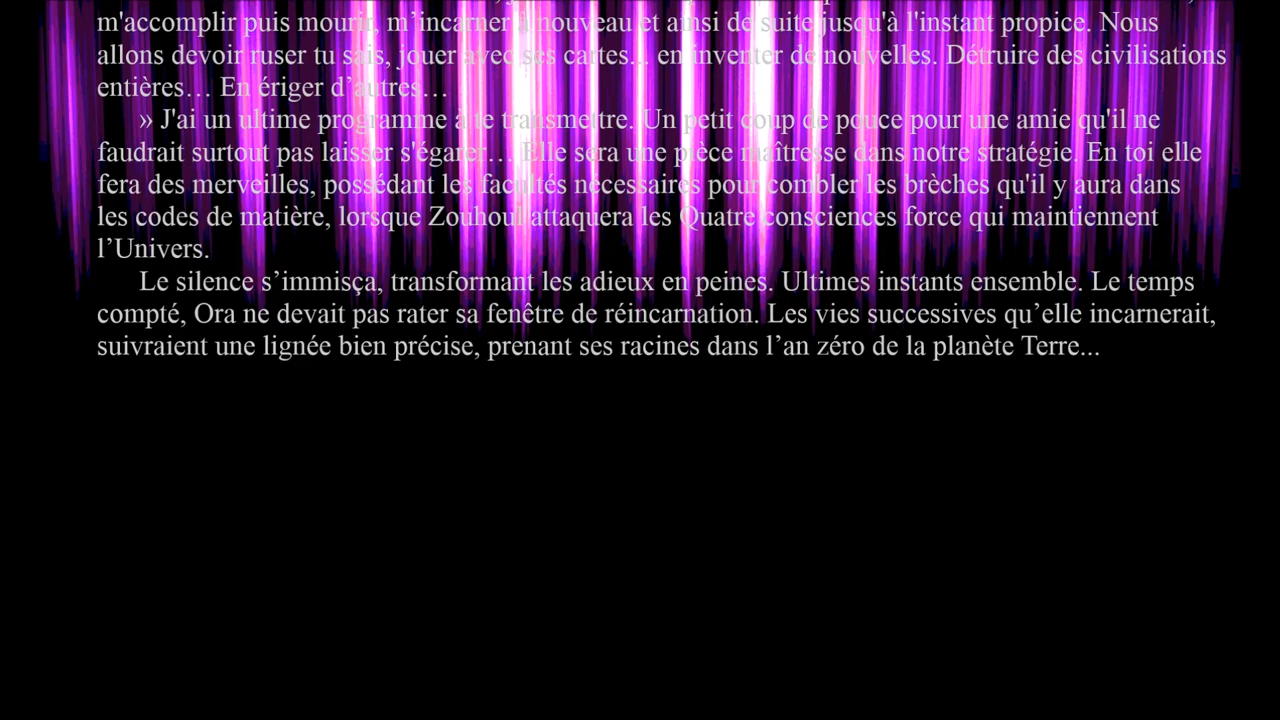 m'accomplir puis mourir, m’incarner à nouveau et ainsi de suite jusqu'à l'instant propice. Nous
allons devoir ruser tu sais, jouer avec ses cartes... en inventer de nouvelles. Détruire des civilisations
entières… En ériger d’autres…
» J'ai un ultime programme à te transmettre. Un petit coup de pouce pour une amie qu'il ne
faudrait surtout pas laisser s'égarer… Elle sera une pièce maîtresse dans notre stratégie. En toi elle
fera des merveilles, possédant les facultés nécessaires pour combler les brèches qu'il y aura dans
les codes de matière, lorsque Zouhoul attaquera les Quatre consciences force qui maintiennent
l’Univers.
Le silence s’immisça, transformant les adieux en peines. Ultimes instants ensemble. Le temps
compté, Ora ne devait pas rater sa fenêtre de réincarnation. Les vies successives qu’elle incarnerait,
suivraient une lignée bien précise, prenant ses racines dans l’an zéro de la planète Terre...